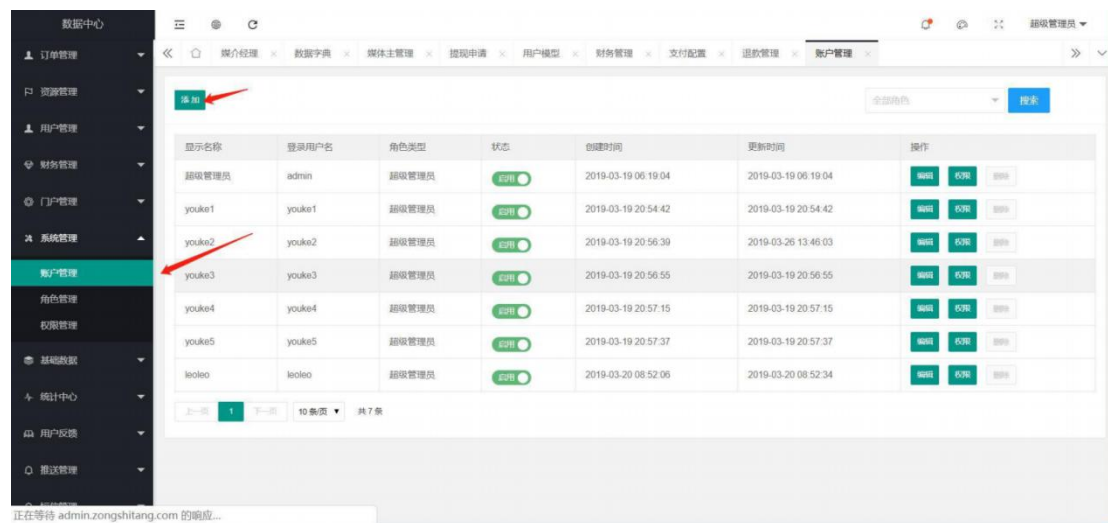 数据中心
超级管理员
订单管理
资源管理
用户管理
财务管理
门户管理
系统管理
账户管理
角色管理
权限管理
基础数据
统计中心
用户反馈
推送管理
媒介经理 数据字典 媒体主管理 提现申请 用户模型 财务管理 支付配置 退款管理 账户管理
添加 全部角色 搜索
显示名称 登录用户名 角色类型 状态 创建时间 更新时间 操作
超级管理员 admin 超级管理员 启用 2019-03-19 06:19:04 2019-03-19 06:19:04 编辑 权限 删除
youke1 youke1 超级管理员 启用 2019-03-19 20:54:42 2019-03-19 20:54:42 编辑 权限 删除
youke2 youke2 超级管理员 启用 2019-03-19 20:56:39 2019-03-26 13:46:03 编辑 权限 删除
youke3 youke3 超级管理员 启用 2019-03-19 20:56:55 2019-03-19 20:56:55 编辑 权限 删除
youke4 youke4 超级管理员 启用 2019-03-19 20:57:15 2019-03-19 20:57:15 编辑 权限 删除
youke5 youke5 超级管理员 启用 2019-03-19 20:57:37 2019-03-19 20:57:37 编辑 权限 删除
leoleo leoleo 超级管理员 启用 2019-03-20 08:52:06 2019-03-20 08:52:34 编辑 权限 删除
上一页 1 下一页 10 条/页 共 7 条
正在等待 admin.zongshitang.com 的响应...